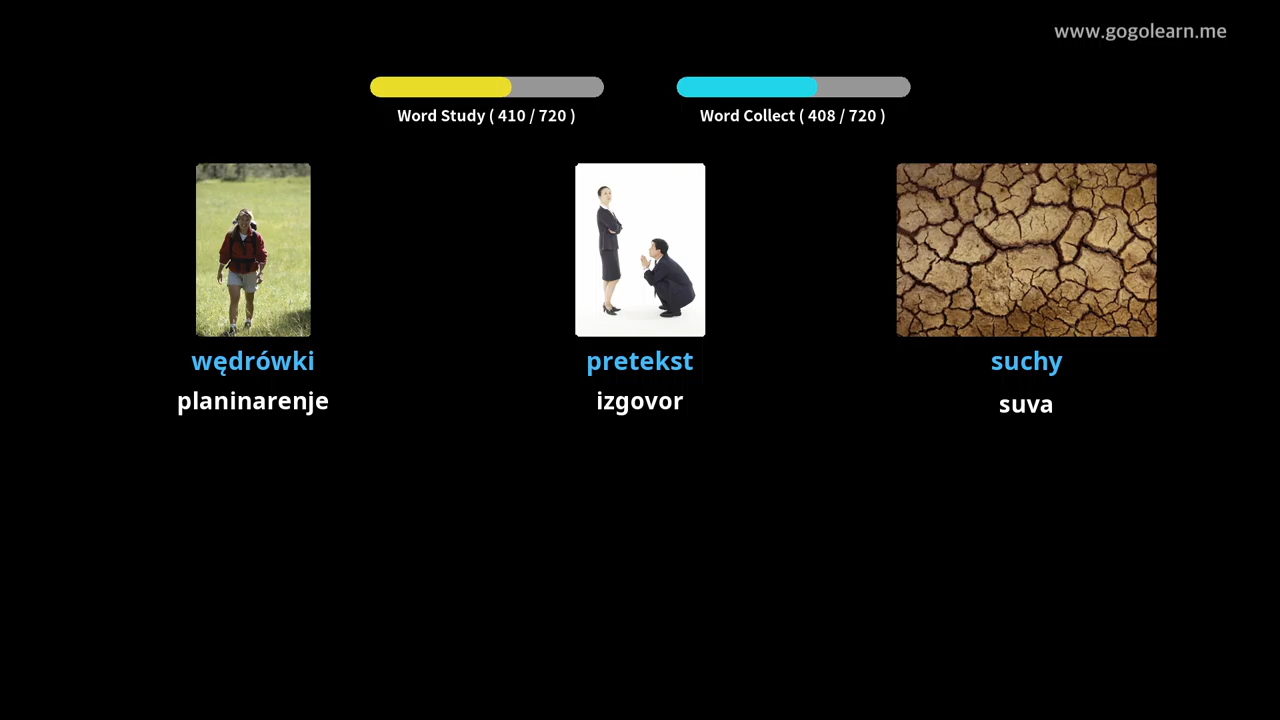 www.gogolearn.me
Word Study ( 410 / 720 )
Word Collect ( 408 / 720 )
wędrówki
planinarenje
pretekst
izgovor
suchy
suva